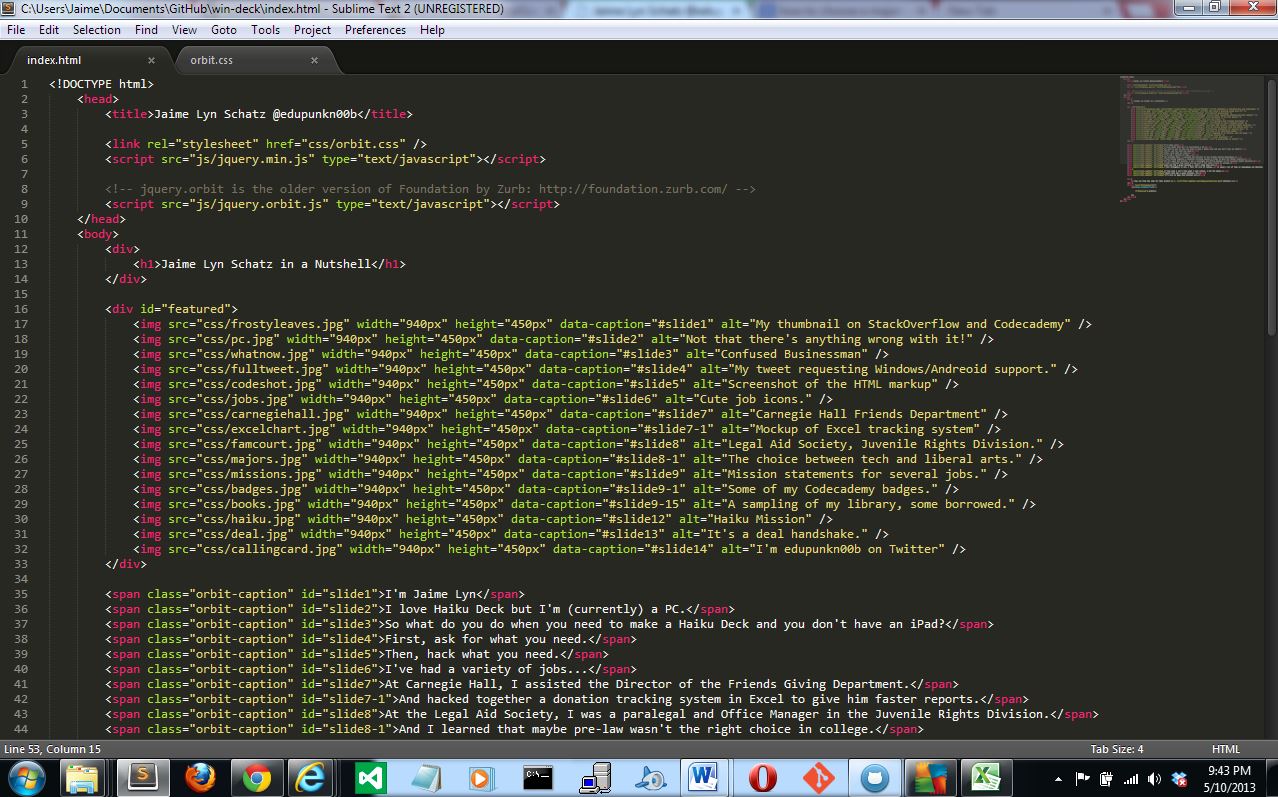 C:\Users\Jaime\Documents\GitHub\win-deck\index.html - Sublime Text 2 (UNREGISTERED)
File Edit Selection Find View Goto Tools Project Preferences Help
index.html × orbit.css ×
1 <!DOCTYPE html>
2 <head>
3 <title>Jaime Lyn Schatz @edupunkn00b</title>
4
5 <link rel="stylesheet" href="css/orbit.css" />
6 <script src="js/jquery.min.js" type="text/javascript"></script>
7
8 <!-- jquery.orbit is the older version of Foundation by Zurb: http://foundation.zurb.com/ -->
9 <script src="js/jquery.orbit.js" type="text/javascript"></script>
10 </head>
11 <body>
12 <div>
13 <h1>Jaime Lyn Schatz in a Nutshell</h1>
14 </div>
15
16 <div id="featured">
17 <img src="css/frostyleaves.jpg" width="940px" height="450px" data-caption="#slide1" alt="My thumbnail on StackOverflow and Codecademy" />
18 <img src="css/pc.jpg" width="940px" height="450px" data-caption="#slide2" alt="Not that there's anything wrong with it!" />
19 <img src="css/whatnow.jpg" width="940px" height="450px" data-caption="#slide3" alt="Confused Businessman" />
20 <img src="css/fulltweet.jpg" width="940px" height="450px" data-caption="#slide4" alt="My tweet requesting Windows/Andreoid support." />
21 <img src="css/codeshot.jpg" width="940px" height="450px" data-caption="#slide5" alt="Screenshot of the HTML markup" />
22 <img src="css/jobs.jpg" width="940px" height="450px" data-caption="#slide6" alt="Cute job icons." />
23 <img src="css/carnegiehall.jpg" width="940px" height="450px" data-caption="#slide7" alt="Carnegie Hall Friends Department" />
24 <img src="css/excelchart.jpg" width="940px" height="450px" data-caption="#slide7-1" alt="Mockup of Excel tracking system" />
25 <img src="css/famcourt.jpg" width="940px" height="450px" data-caption="#slide8" alt="Legal Aid Society, Juvenile Rights Division." />
26 <img src="css/majors.jpg" width="940px" height="450px" data-caption="#slide8-1" alt="The choice between tech and liberal arts." />
27 <img src="css/missions.jpg" width="940px" height="450px" data-caption="#slide9" alt="Mission statements for several jobs." />
28 <img src="css/badges.jpg" width="940px" height="450px" data-caption="#slide9-1" alt="Some of my Codecademy badges." />
29 <img src="css/books.jpg" width="940px" height="450px" data-caption="#slide9-15" alt="A sampling of my library, some borrowed." />
30 <img src="css/haiku.jpg" width="940px" height="450px" data-caption="#slide12" alt="Haiku Mission" />
31 <img src="css/deal.jpg" width="940px" height="450px" data-caption="#slide13" alt="It's a deal handshake." />
32 <img src="css/callingcard.jpg" width="940px" height="450px" data-caption="#slide14" alt="I'm edupunkn00b on Twitter" />
33 </div>
34
35 <span class="orbit-caption" id="slide1">I'm Jaime Lyn</span>
36 <span class="orbit-caption" id="slide2">I love Haiku Deck but I'm (currently) a PC.</span>
37 <span class="orbit-caption" id="slide3">So what do you do when you need to make a Haiku Deck and you don't have an iPad?</span>
38 <span class="orbit-caption" id="slide4">First, ask for what you need.</span>
39 <span class="orbit-caption" id="slide5">Then, hack what you need.</span>
40 <span class="orbit-caption" id="slide6">I've had a variety of jobs...</span>
41 <span class="orbit-caption" id="slide7">At Carnegie Hall, I assisted the Director of the Friends Giving Department.</span>
42 <span class="orbit-caption" id="slide7-1">And hacked together a donation tracking system in Excel to give him faster reports.</span>
43 <span class="orbit-caption" id="slide8">At the Legal Aid Society, I was a paralegal and Office Manager in the Juvenile Rights Division.</span>
44 <span class="orbit-caption" id="slide8-1">And I learned that maybe pre-law wasn't the right choice in college.</span>
Line 53, Column 15 Tab Size: 4 HTML
9:43 PM
5/10/2013